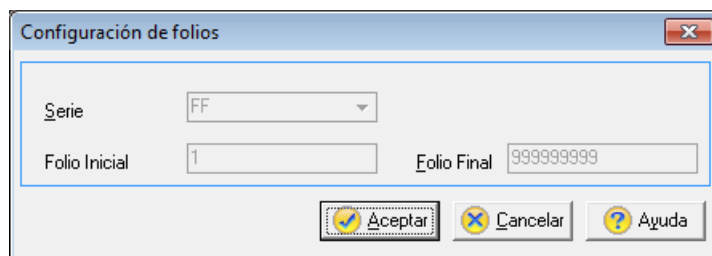 Configuración de folios
Serie FF
Folio Inicial 1 Folio Final 999999999
Aceptar Cancelar Ayuda